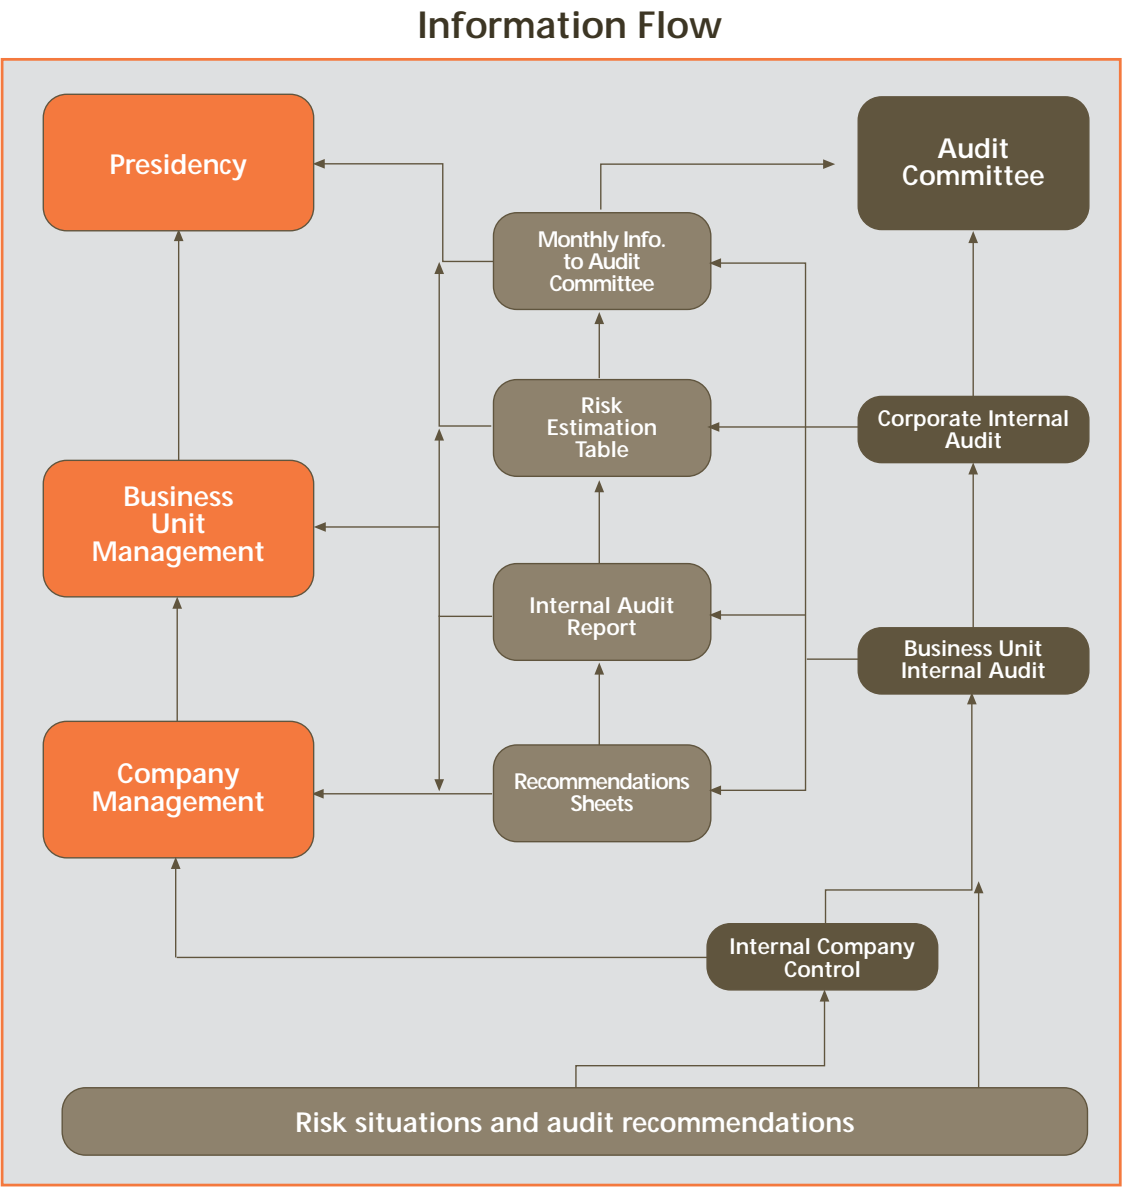 Information Flow
Presidency
Audit
Committee
Monthly Info.
to Audit
Committee
Risk
Estimation
Table
Corporate Internal
Audit
Business
Unit
Management
Internal Audit
Report
Business Unit
Internal Audit
Company
Management
Recommendations
Sheets
Internal Company
Control
Risk situations and audit recommendations